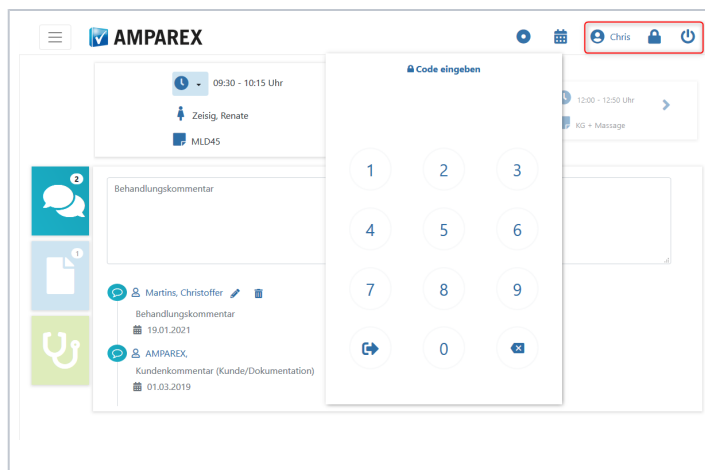 AMPAREX
Chris
09:30 - 10:15 Uhr
Zeisig, Renate
MLD45
Code eingeben
1 2 3
4 5 6
7 8 9
0
12:00 - 12:50 Uhr
KG + Massage
2
1
Behandlungskommentar
Martins, Christoffer
Behandlungskommentar
19.01.2021
AMPAREX,
Kundenkommentar (Kunde/Dokumentation)
01.03.2019